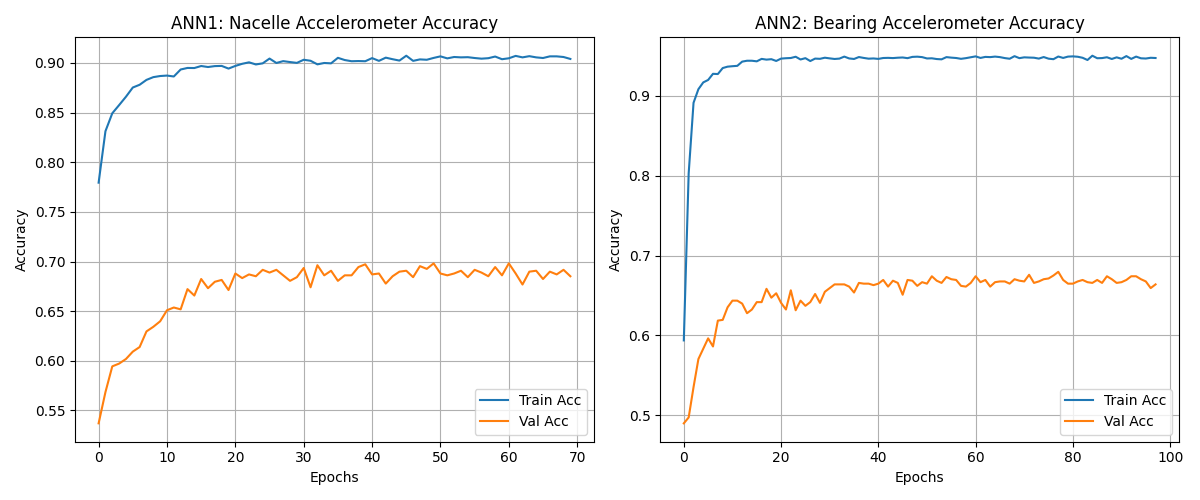 ANN1: Nacelle Accelerometer Accuracy
Accuracy
0.90
0.85
0.80
0.75
0.70
0.65
0.60
0.55
0
10
20
30
40
50
60
70
Epochs
Train Acc
Val Acc
ANN2: Bearing Accelerometer Accuracy
Accuracy
0.9
0.8
0.7
0.6
0.5
0
20
40
60
80
100
Epochs
Train Acc
Val Acc